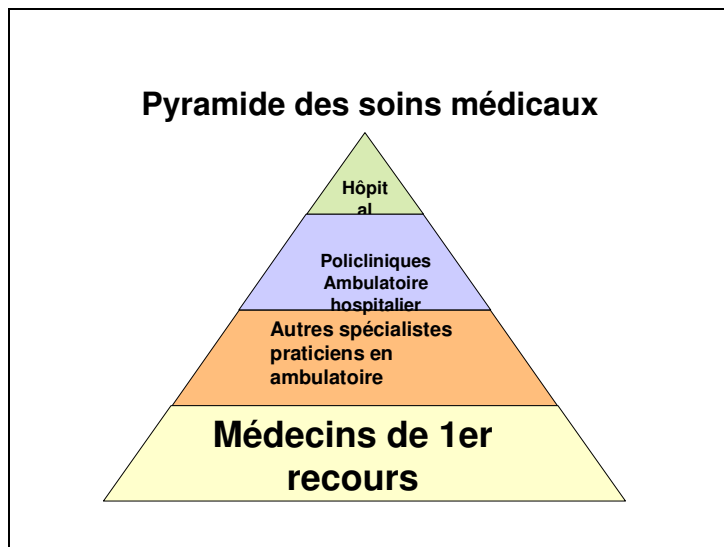 Pyramide des soins médicaux
Hôpit
al
Policliniques
Ambulatoire
hospitalier
Autres spécialistes
praticiens en
ambulatoire
Médecins de 1er
recours